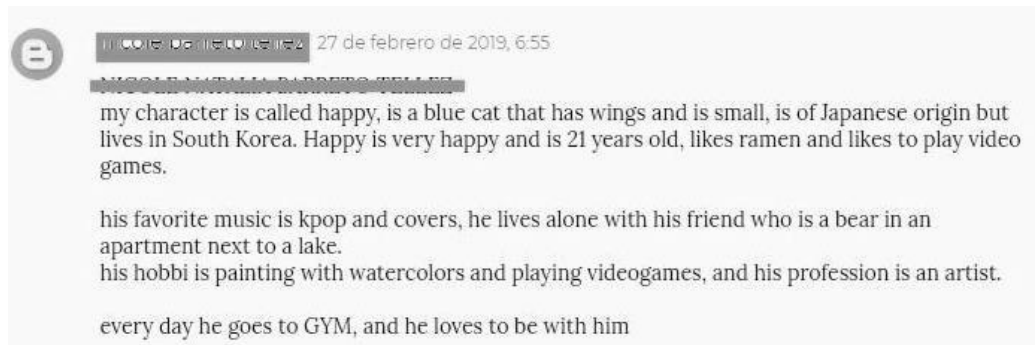 27 de febrero de 2019, 6:55
my character is called happy, is a blue cat that has wings and is small, is of Japanese origin but
lives in South Korea. Happy is very happy and is 21 years old, likes ramen and likes to play video
games.
his favorite music is kpop and covers, he lives alone with his friend who is a bear in an
apartment next to a lake.
his hobbi is painting with watercolors and playing videogames, and his profession is an artist.
every day he goes to GYM, and he loves to be with him